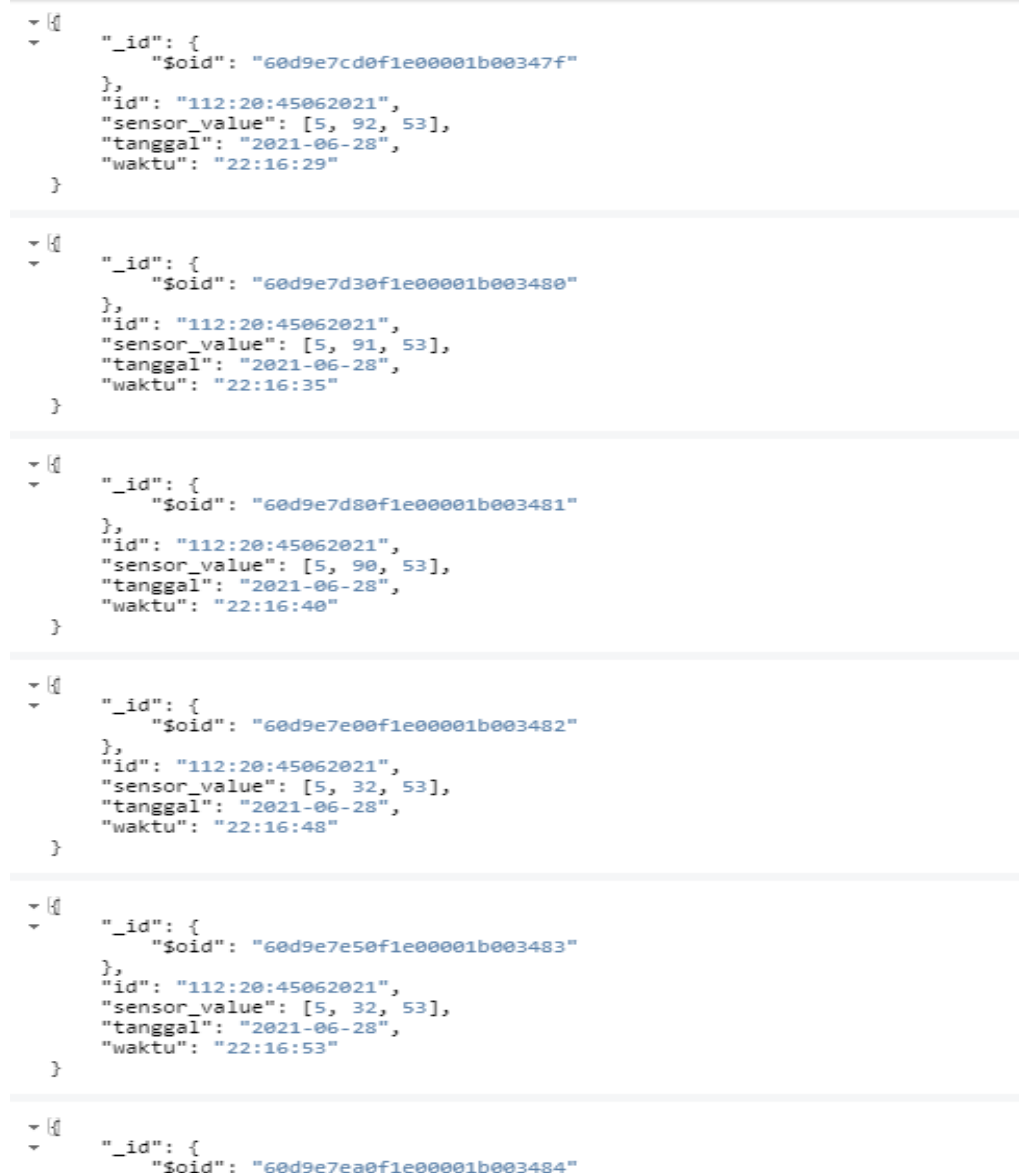 {
"_id": {
"$oid": "60d9e7cd0f1e00001b00347f"
},
"id": "112:20:45062021",
"sensor_value": [5, 92, 53],
"tanggal": "2021-06-28",
"waktu": "22:16:29"
}
{
"_id": {
"$oid": "60d9e7d30f1e00001b003480"
},
"id": "112:20:45062021",
"sensor_value": [5, 91, 53],
"tanggal": "2021-06-28",
"waktu": "22:16:35"
}
{
"_id": {
"$oid": "60d9e7d80f1e00001b003481"
},
"id": "112:20:45062021",
"sensor_value": [5, 90, 53],
"tanggal": "2021-06-28",
"waktu": "22:16:40"
}
{
"_id": {
"$oid": "60d9e7e00f1e00001b003482"
},
"id": "112:20:45062021",
"sensor_value": [5, 32, 53],
"tanggal": "2021-06-28",
"waktu": "22:16:48"
}
{
"_id": {
"$oid": "60d9e7e50f1e00001b003483"
},
"id": "112:20:45062021",
"sensor_value": [5, 32, 53],
"tanggal": "2021-06-28",
"waktu": "22:16:53"
}
{
"_id": {
"$oid": "60d9e7ea0f1e00001b003484"